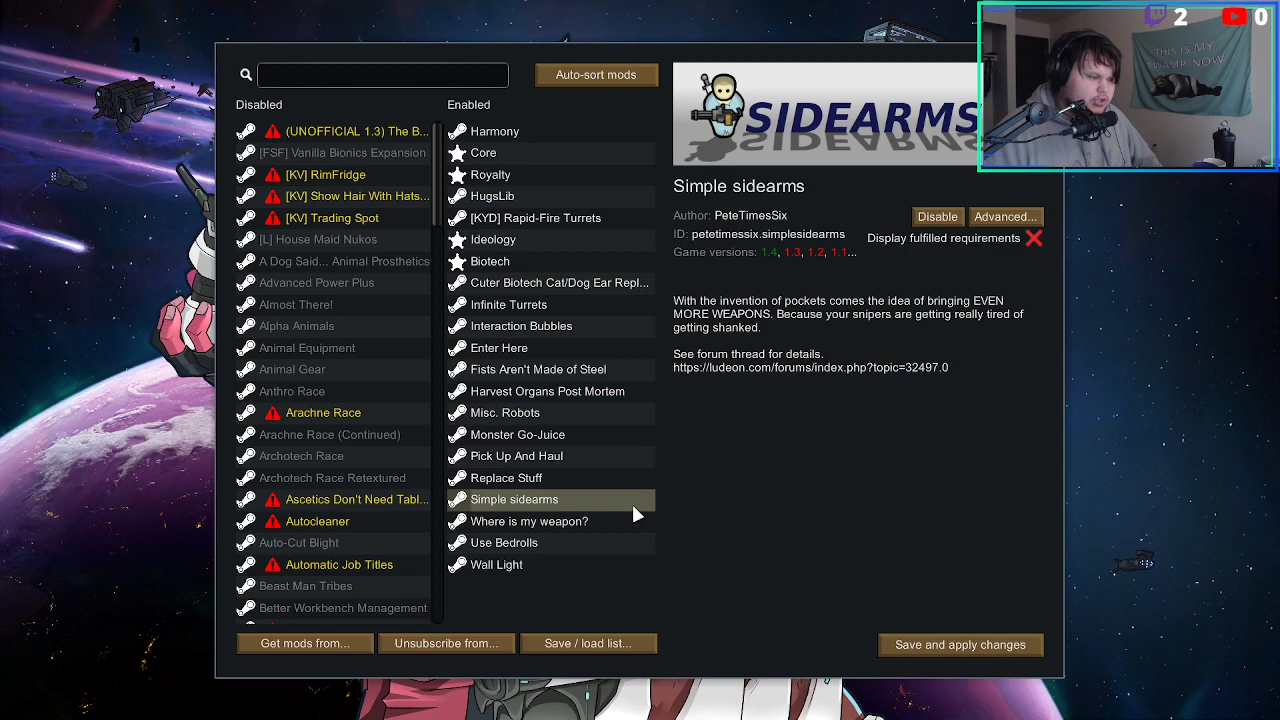 2
0
THIS IS MY
SWAMP NOW
Auto-sort mods
Disabled
Enabled
(UNOFFICIAL 1.3) The B...
[FSF] Vanilla Bionics Expansion
[KV] RimFridge
[KV] Show Hair With Hats...
[KV] Trading Spot
[L] House Maid Nukos
A Dog Said... Animal Prosthetics
Advanced Power Plus
Almost There!
Alpha Animals
Animal Equipment
Animal Gear
Anthro Race
Arachne Race
Arachne Race (Continued)
Archotech Race
Archotech Race Retextured
Ascetics Don't Need Tabl...
Autocleaner
Auto-Cut Blight
Automatic Job Titles
Beast Man Tribes
Better Workbench Management
Harmony
Core
Royalty
HugsLib
[KYD] Rapid-Fire Turrets
Ideology
Biotech
Cuter Biotech Cat/Dog Ear Repl...
Infinite Turrets
Interaction Bubbles
Enter Here
Fists Aren't Made of Steel
Harvest Organs Post Mortem
Misc. Robots
Monster Go-Juice
Pick Up And Haul
Replace Stuff
Simple sidearms
Where is my weapon?
Use Bedrolls
Wall Light
SIDEARMS
Simple sidearms
Author: PeteTimesSix
Disable
Advanced...
ID: petetimessix.simplesidearms
Display fulfilled requirements
Game versions: 1.4, 1.3, 1.2, 1.1...
With the invention of pockets comes the idea of bringing EVEN
MORE WEAPONS. Because your snipers are getting really tired of
getting shanked.
See forum thread for details.
https://ludeon.com/forums/index.php?topic=32497.0
Get mods from...
Unsubscribe from...
Save / load list...
Save and apply changes